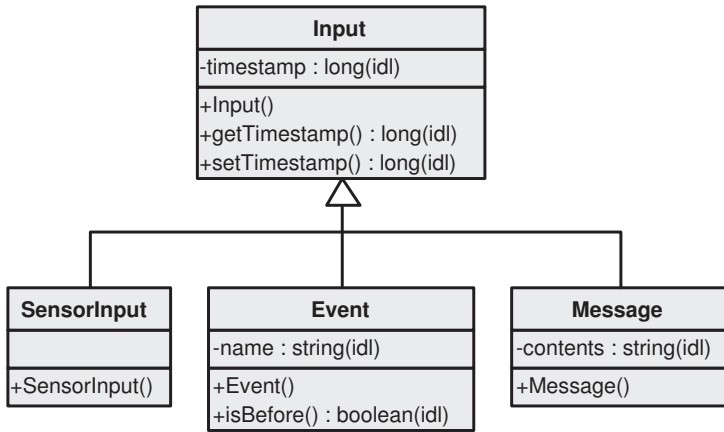 Input
-timestamp : long(idl)
+Input()
+getTimestamp() : long(idl)
+setTimestamp() : long(idl)
SensorInput
+SensorInput()
Event
-name : string(idl)
+Event()
+isBefore() : boolean(idl)
Message
-contents : string(idl)
+Message()